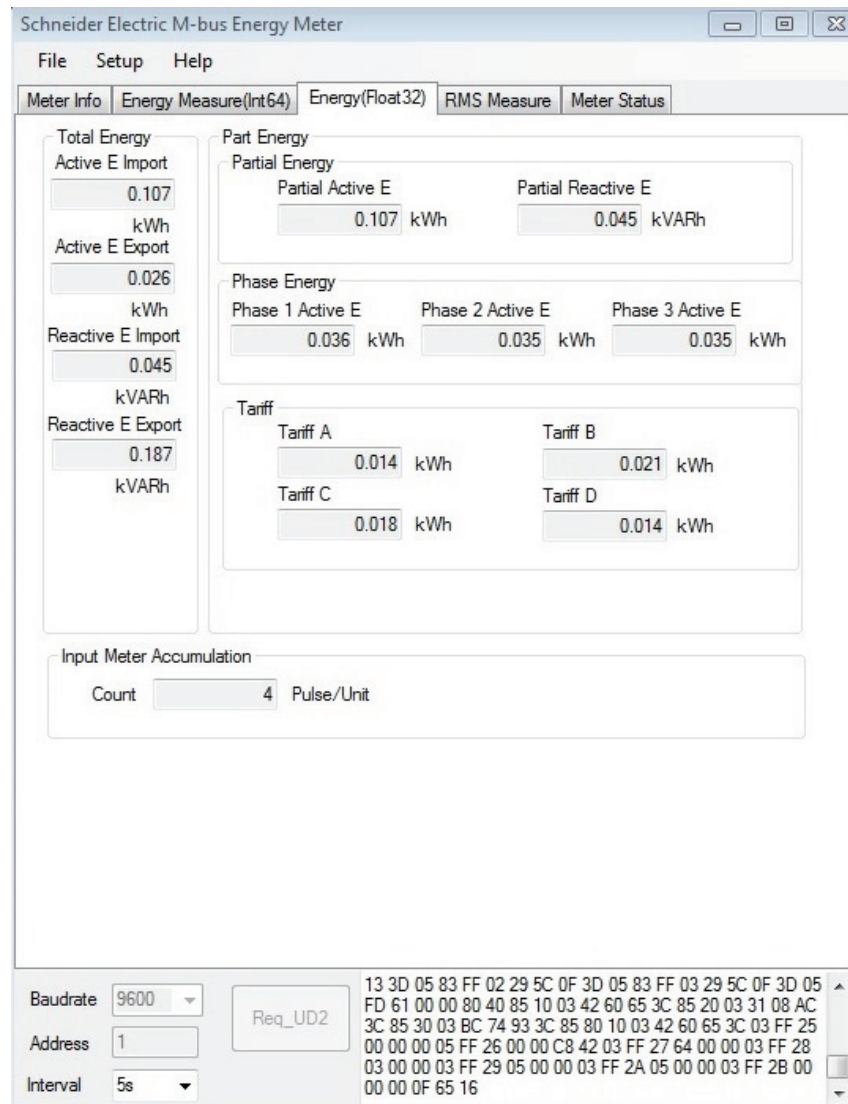 Schneider Electric M-bus Energy Meter
File Setup Help
Meter Info Energy Measure(Int64) Energy(Float32) RMS Measure Meter Status
Total Energy
Active E Import
0.107
kWh
Active E Export
0.026
kWh
Reactive E Import
0.045
kVARh
Reactive E Export
0.187
kVARh
Part Energy
Partial Energy
Partial Active E Partial Reactive E
0.107 kWh 0.045 kVARh
Phase Energy
Phase 1 Active E Phase 2 Active E Phase 3 Active E
0.036 kWh 0.035 kWh 0.035 kWh
Tariff
Tariff A Tariff B
0.014 kWh 0.021 kWh
Tariff C Tariff D
0.018 kWh 0.014 kWh
Input Meter Accumulation
Count 4 Pulse/Unit
Baudrate 9600
Address 1
Interval 5s
Req_UD2
13 3D 05 83 FF 02 29 5C 0F 3D 05 83 FF 03 29 5C 0F 3D 05
FD 61 00 00 80 40 85 10 03 42 60 65 3C 85 20 03 31 08 AC
3C 85 30 03 BC 74 93 3C 85 80 10 03 42 60 65 3C 03 FF 25
00 00 00 05 FF 26 00 00 C8 42 03 FF 27 64 00 00 03 FF 28
03 00 00 03 FF 29 05 00 00 03 FF 2A 05 00 00 03 FF 2B 00
00 00 0F 65 16